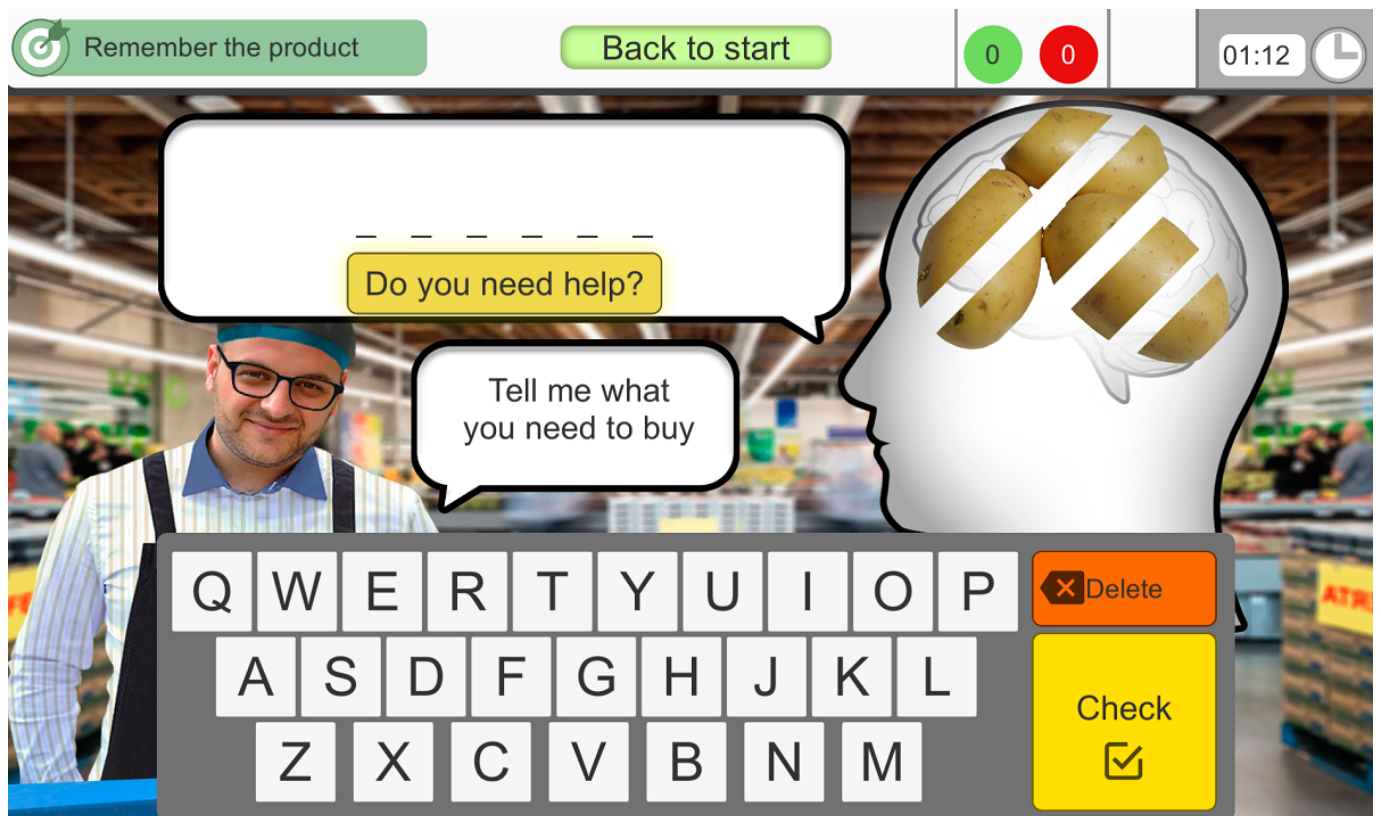 Remember the product
Back to start
0
0
01:12
_ _ _ _ _ _
Do you need help?
Tell me what
you need to buy
Q W E R T Y U I O P
Delete
A S D F G H J K L
Check
Z X C V B N M